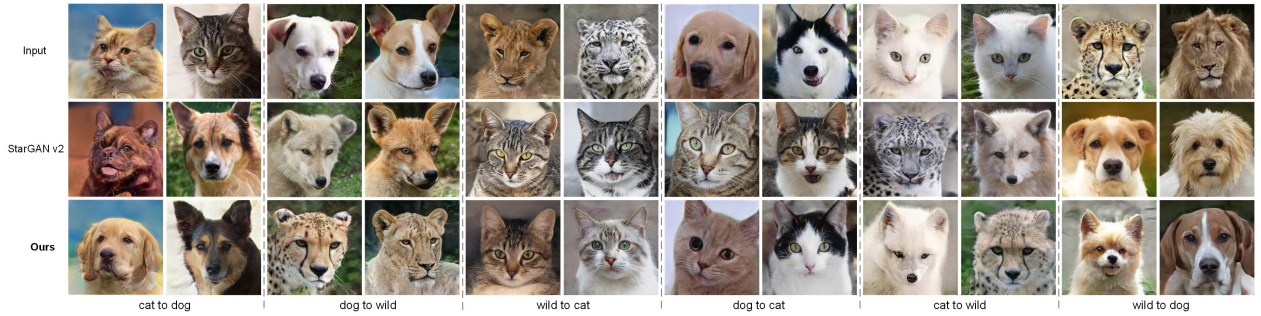 Input
StarGAN v2
Ours
cat to dog
dog to wild
wild to cat
dog to cat
cat to wild
wild to dog